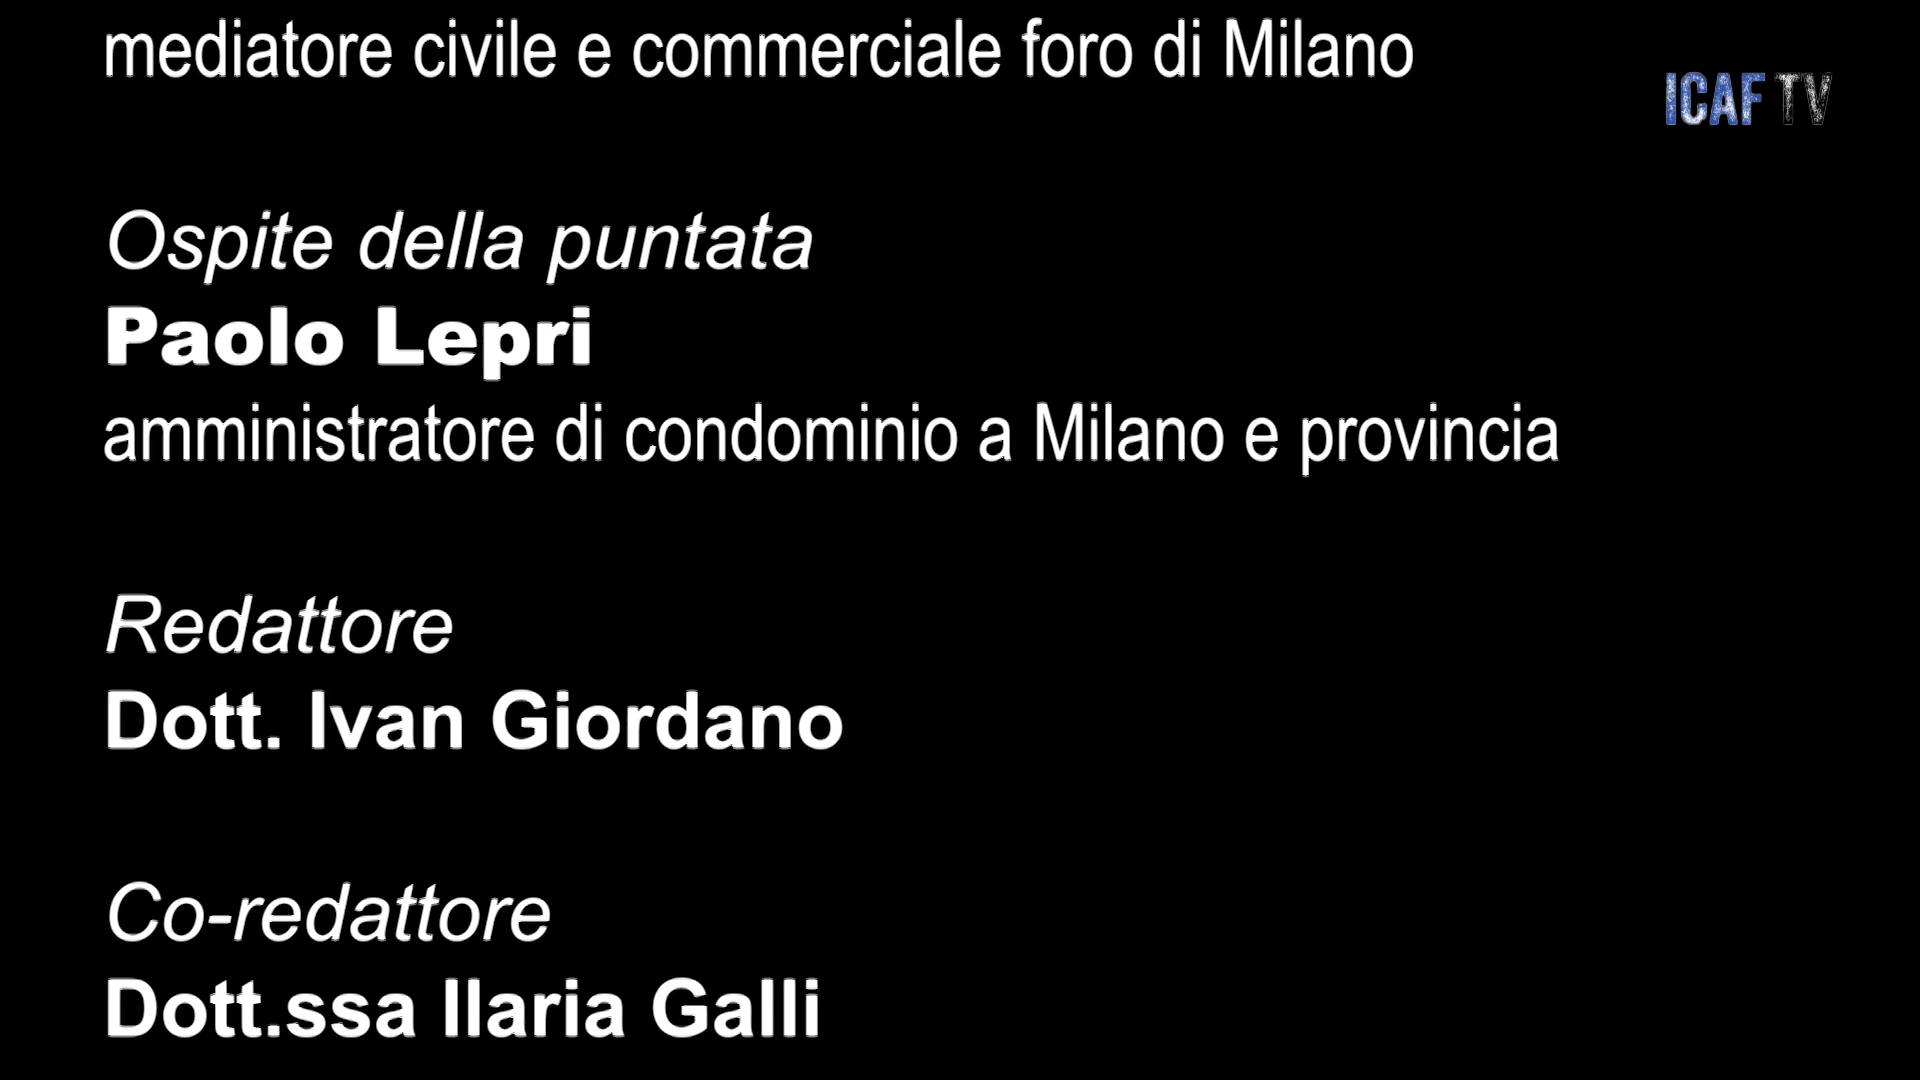 mediatore civile e commerciale foro di Milano
ICAF TV
Ospite della puntata
Paolo Lepri
amministratore di condominio a Milano e provincia
Redattore
Dott. Ivan Giordano
Co-redattore
Dott.ssa Ilaria Galli